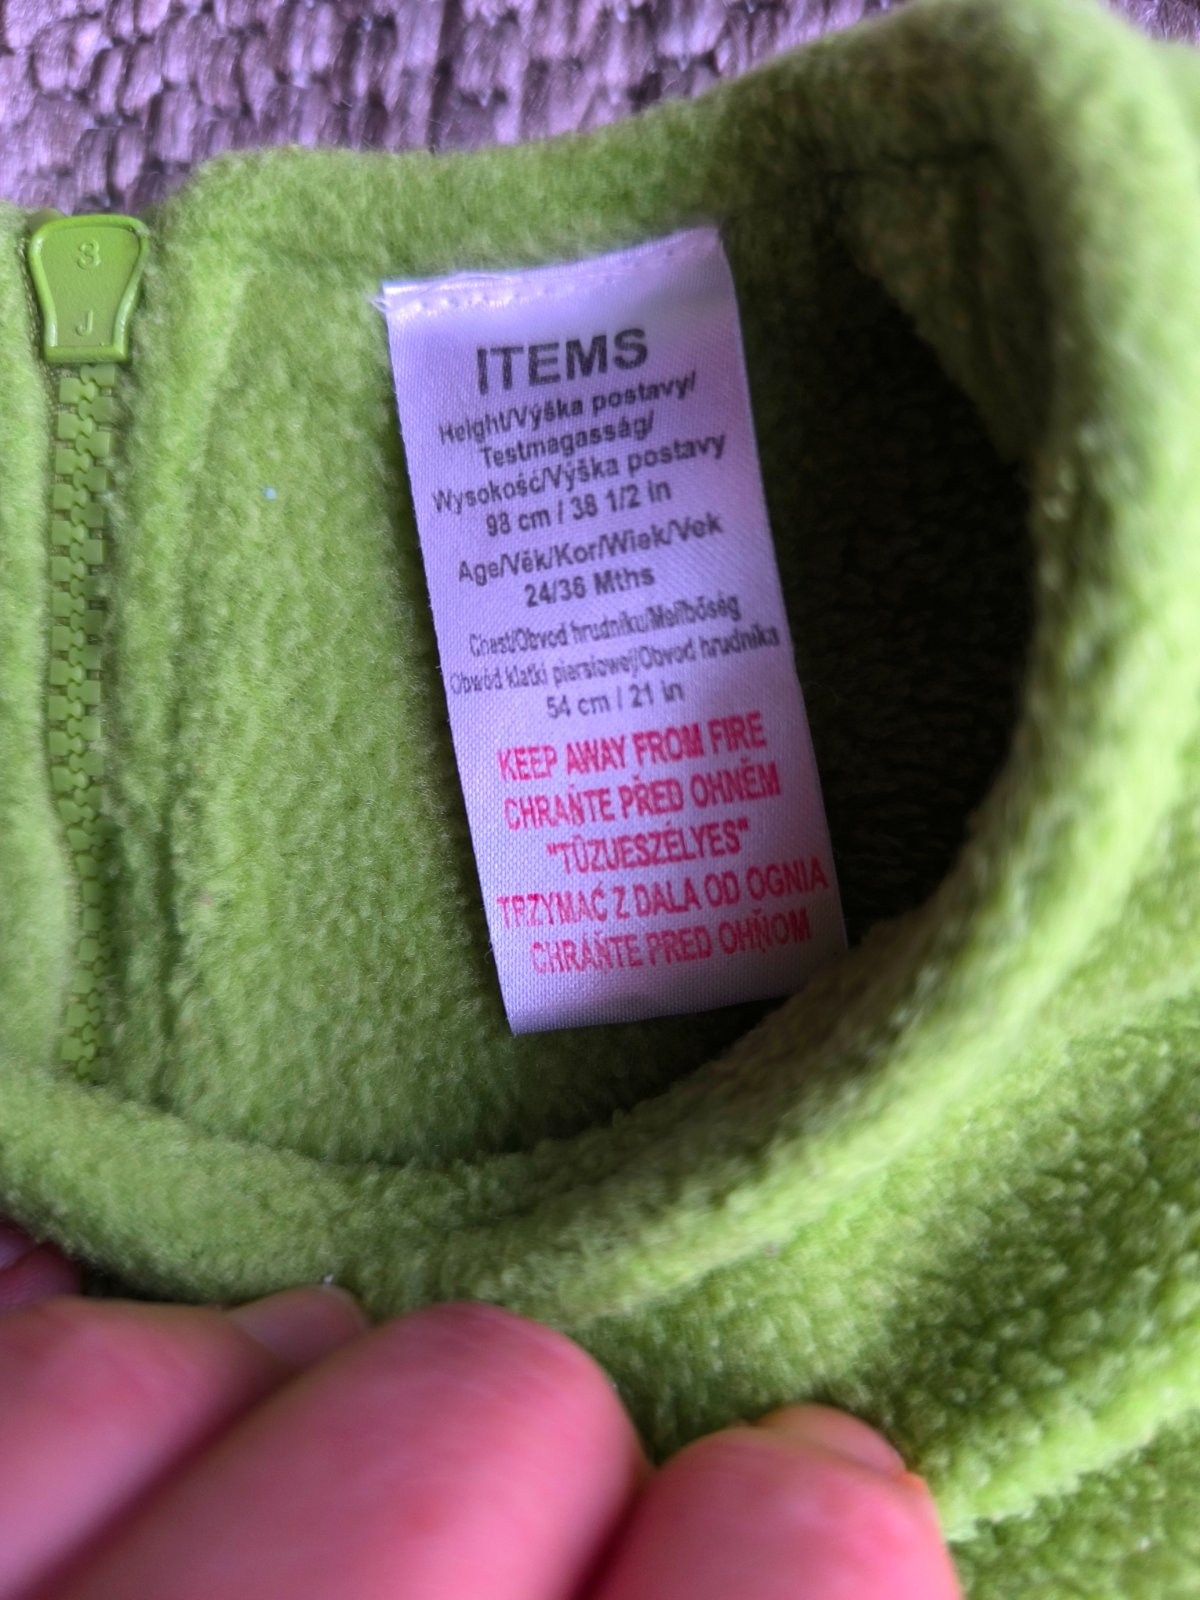 S
J
ITEMS
Height/Výška postavy/
Testmagasság/
Wysokość/Výška postavy
98 cm / 38 1/2 in
Age/Věk/Kor/Wiek/Vek
24/36 Mths
Chest/Obvod hrudníku/Mellbőség
Obwód klatki piersiowej/Obvod hrudníka
54 cm / 21 in
KEEP AWAY FROM FIRE
CHRAŇTE PŘED OHNĚM
"TŰZUESZÉLYES"
TRZYMAĆ Z DALA OD OGNIA
CHRAŇTE PRED OHŇOM